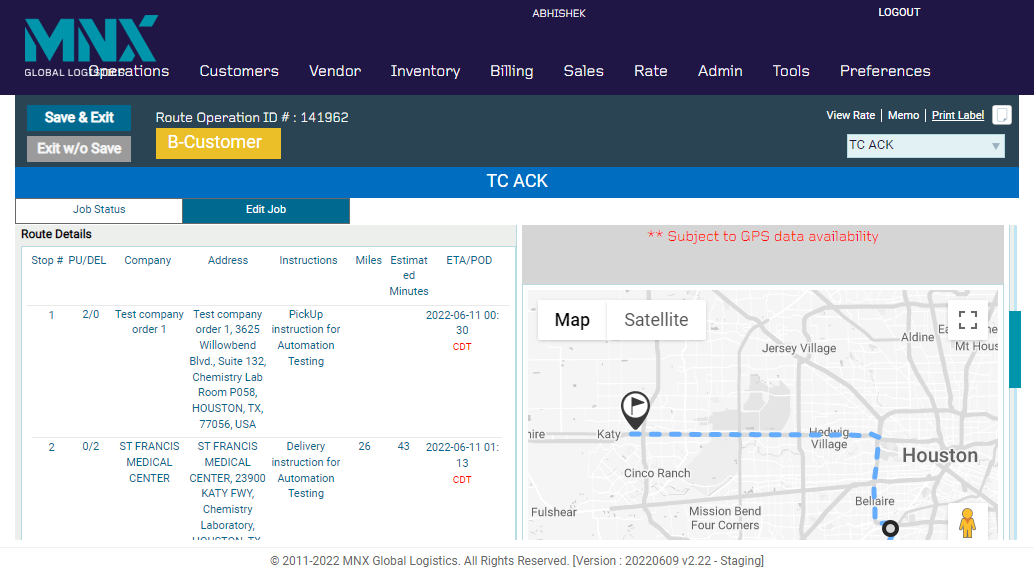 ABHISHEK
LOGOUT
MNX
GLOBAL LOGISTICS
Operations Customers Vendor Inventory Billing Sales Rate Admin Tools Preferences
Save & Exit
Exit w/o Save
Route Operation ID # : 141962
B-Customer
View Rate | Memo | Print Label
TC ACK
TC ACK
Job Status
Edit Job
Route Details
Stop # PU/DEL Company Address Instructions Miles Estimat
ed
Minutes
ETA/POD
1 2/0
Test company
order 1
Test company
order 1, 3625
Willowbend
Blvd., Suite 132,
Chemistry Lab
Room P058,
HOUSTON, TX,
77056, USA
PickUp
instruction for
Automation
Testing
2022-06-11 00:
30
CDT
2 0/2
ST FRANCIS
MEDICAL
CENTER
ST FRANCIS
MEDICAL
CENTER, 23900
KATY FWY,
Chemistry
Laboratory,
HOUSTON, TX
Delivery
instruction for
Automation
Testing
26 43
2022-06-11 01:
13
CDT
** Subject to GPS data availability
Map Satellite
Aldine
Jersey Village
Mt Hous
Katy
Hedwig
Village
Houston
Cinco Ranch
Bellaire
Fulshear
Mission Bend
Four Corners
© 2011-2022 MNX Global Logistics. All Rights Reserved. [Version : 20220609 v2.22 - Staging]